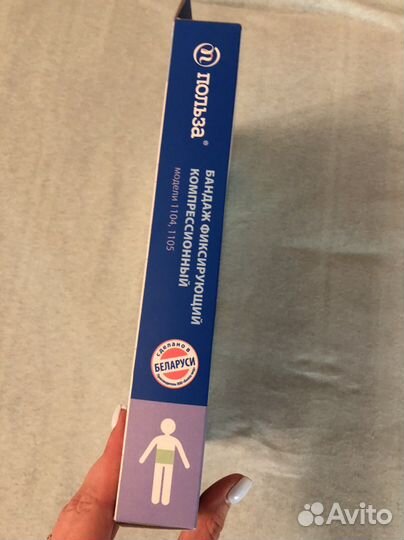 польза®
БАНДАЖ ФИКСИРУЮЩИЙ
КОМПРЕССИОННЫЙ
модели 1104, 1105
сделано в
БЕЛАРУСИ
Avito